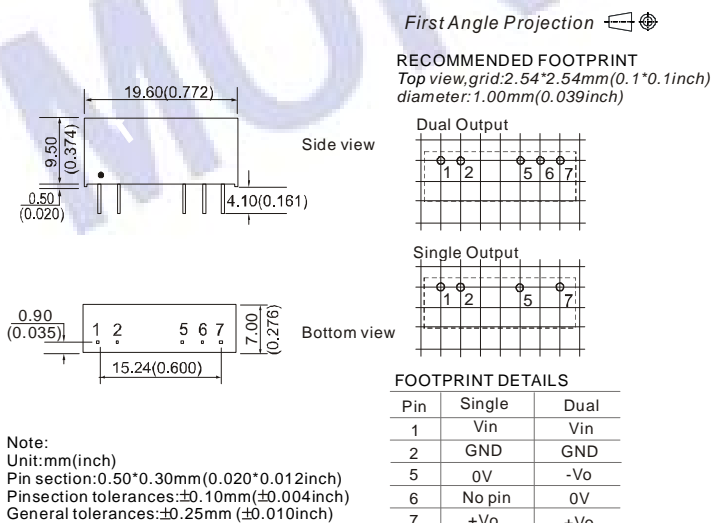 First Angle Projection
RECOMMENDED FOOTPRINT
Top view,grid:2.54*2.54mm(0.1*0.1inch)
diameter:1.00mm(0.039inch)
19.60(0.772)
9.50
(0.374)
Side view
0.50
(0.020)
4.10(0.161)
Dual Output
1 2 5 6 7
Single Output
1 2 5 7
0.90
(0.035)
1 2 5 6 7
7.00
(0.276)
Bottom view
15.24(0.600)
FOOTPRINT DETAILS
Pin Single Dual
1 Vin Vin
2 GND GND
5 0V -Vo
6 No pin 0V
7 +Vo +Vo
Note:
Unit:mm(inch)
Pin section:0.50*0.30mm(0.020*0.012inch)
Pinsection tolerances:±0.10mm(±0.004inch)
General tolerances:±0.25mm (±0.010inch)